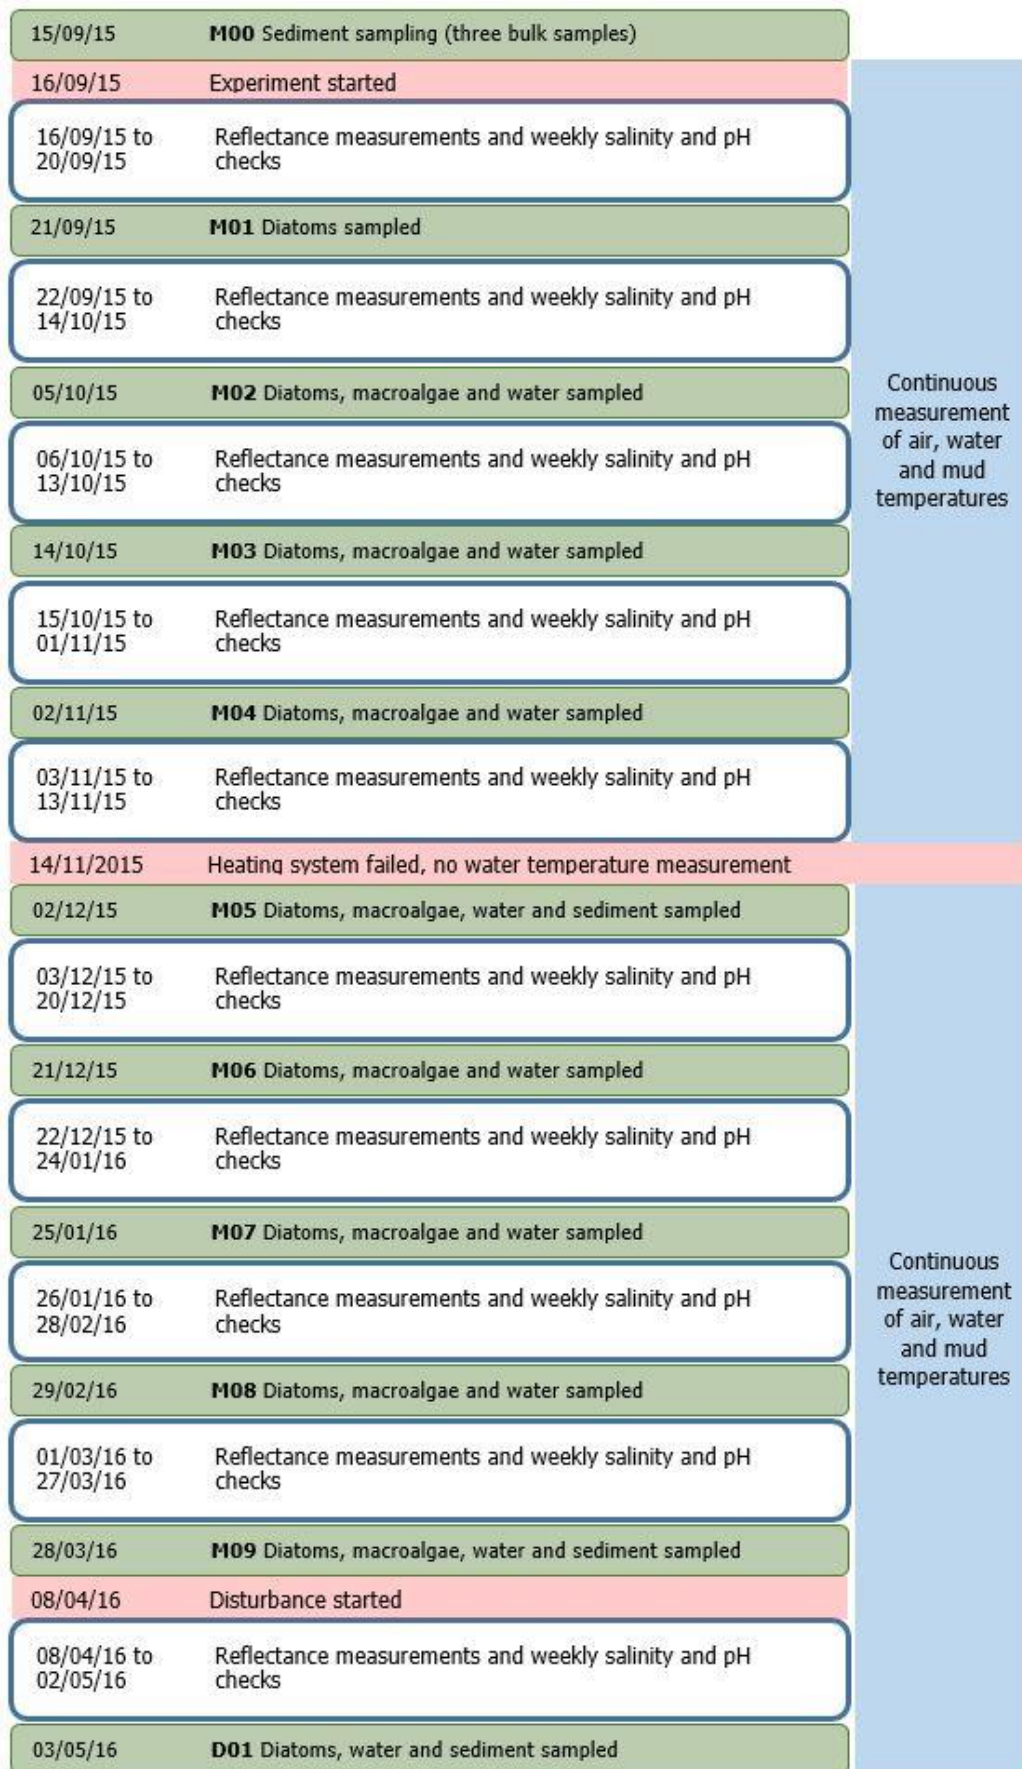 15/09/15 M00 Sediment sampling (three bulk samples)
16/09/15 Experiment started
16/09/15 to Reflectance measurements and weekly salinity and pH
20/09/15 checks
21/09/15 M01 Diatoms sampled
22/09/15 to Reflectance measurements and weekly salinity and pH
14/10/15 checks
05/10/15 M02 Diatoms, macroalgae and water sampled
06/10/15 to Reflectance measurements and weekly salinity and pH
13/10/15 checks
14/10/15 M03 Diatoms, macroalgae and water sampled
15/10/15 to Reflectance measurements and weekly salinity and pH
01/11/15 checks
02/11/15 M04 Diatoms, macroalgae and water sampled
03/11/15 to Reflectance measurements and weekly salinity and pH
13/11/15 checks
Continuous
measurement
of air, water
and mud
temperatures
14/11/2015 Heating system failed, no water temperature measurement
02/12/15 M05 Diatoms, macroalgae, water and sediment sampled
03/12/15 to Reflectance measurements and weekly salinity and pH
20/12/15 checks
21/12/15 M06 Diatoms, macroalgae and water sampled
22/12/15 to Reflectance measurements and weekly salinity and pH
24/01/16 checks
25/01/16 M07 Diatoms, macroalgae and water sampled
26/01/16 to Reflectance measurements and weekly salinity and pH
28/02/16 checks
29/02/16 M08 Diatoms, macroalgae and water sampled
01/03/16 to Reflectance measurements and weekly salinity and pH
27/03/16 checks
28/03/16 M09 Diatoms, macroalgae, water and sediment sampled
08/04/16 Disturbance started
08/04/16 to Reflectance measurements and weekly salinity and pH
02/05/16 checks
03/05/16 D01 Diatoms, water and sediment sampled
Continuous
measurement
of air, water
and mud
temperatures